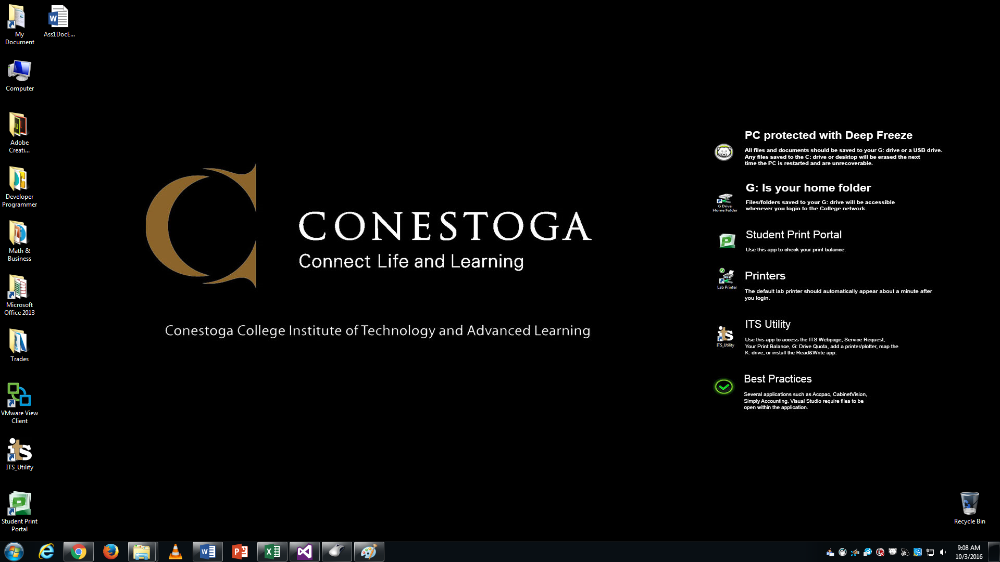 My
Document
Ass1DocE...
Computer
Adobe
Creati...
Developer
Programmer
Math &
Business
Microsoft
Office 2013
Trades
VMware View
Client
its
ITS_Utility
Student Print
Portal
CONESTOGA
Connect Life and Learning
Conestoga College Institute of Technology and Advanced Learning
PC protected with Deep Freeze
All files and documents should be saved to your G: drive or a USB drive.
Any files saved to the C: drive or desktop will be erased the next
time the PC is restarted and are unrecoverable.
G Drive
Home Folder
G: Is your home folder
Files/folders saved to your G: drive will be accessible
whenever you login to the College network.
Student Print Portal
Use this app to check your print balance.
Lab Printer
Printers
The default lab printer should automatically appear about a minute after
you login.
its
ITS_Utility
ITS Utility
Use this app to access the ITS Webpage, Service Request,
Your Print Balance, G: Drive Quota, add a printer/plotter, map the
K: drive, or install the Read&Write app.
Best Practices
Several applications such as Accpac, CabinetVision,
Simply Accounting, Visual Studio require files to be
open within the application.
Recycle Bin
9:08 AM
10/3/2016